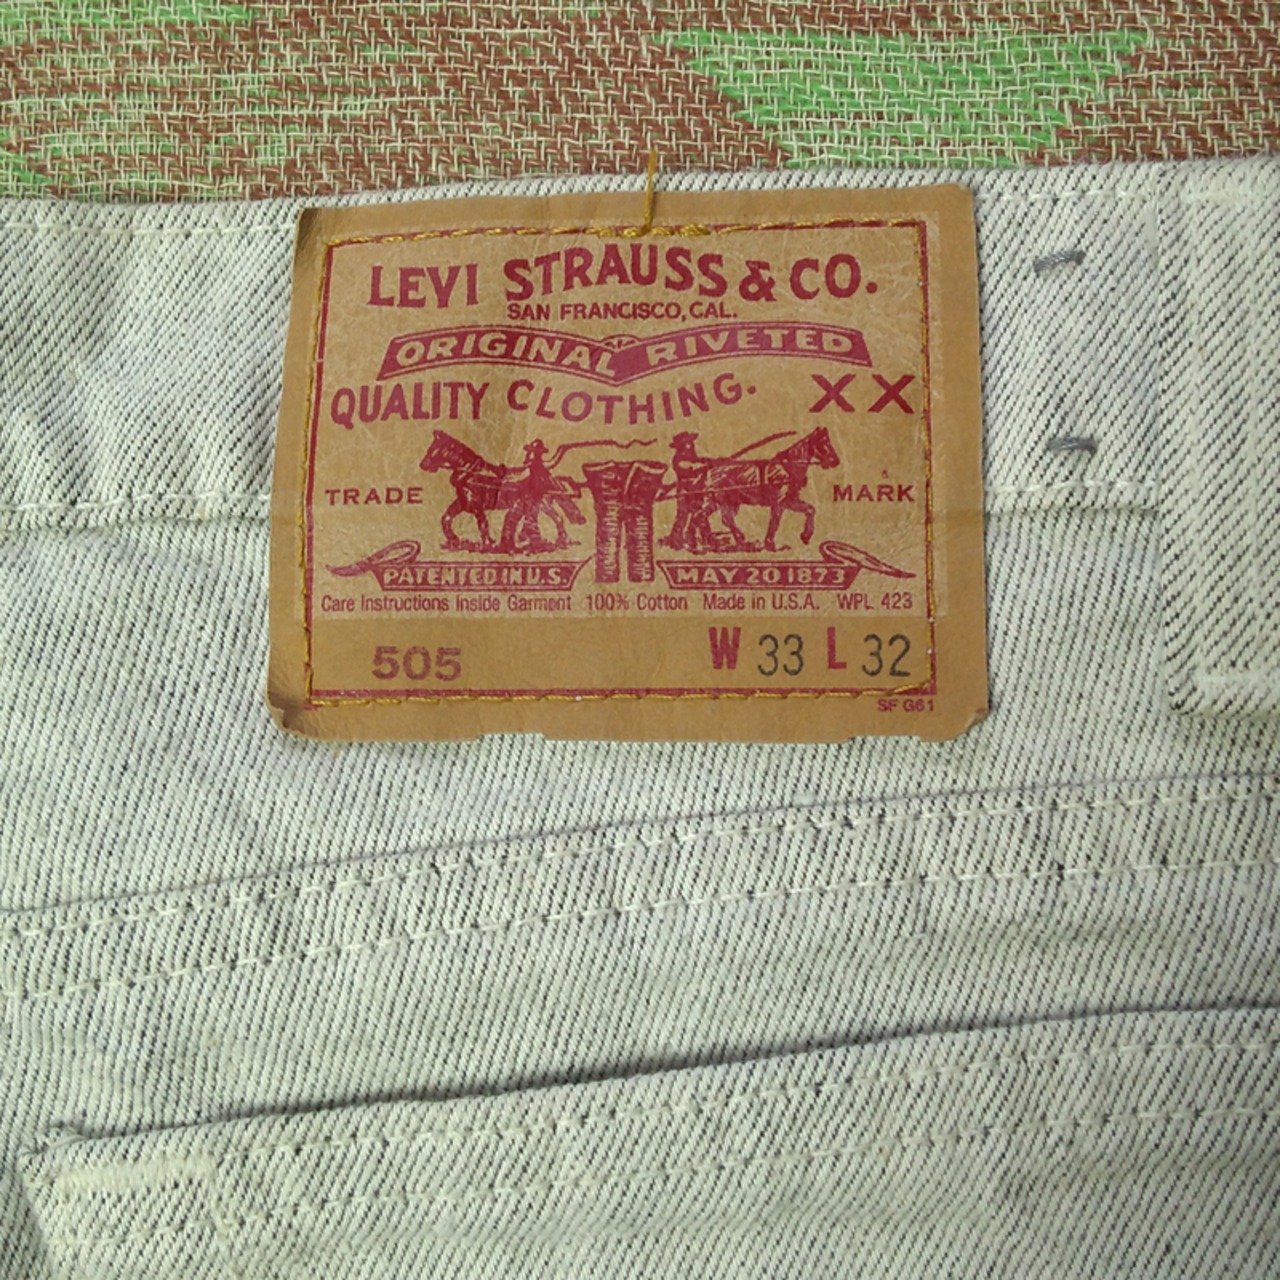 LEVI STRAUSS & CO.
SAN FRANCISCO, CAL.
ORIGINAL RIVETED
QUALITY CLOTHING. XX
TRADE MARK
PATENTED IN U.S. MAY 20 1873
Care Instructions Inside Garment 100% Cotton Made in U.S.A. WPL 423
505 W 33 L 32
SF G61